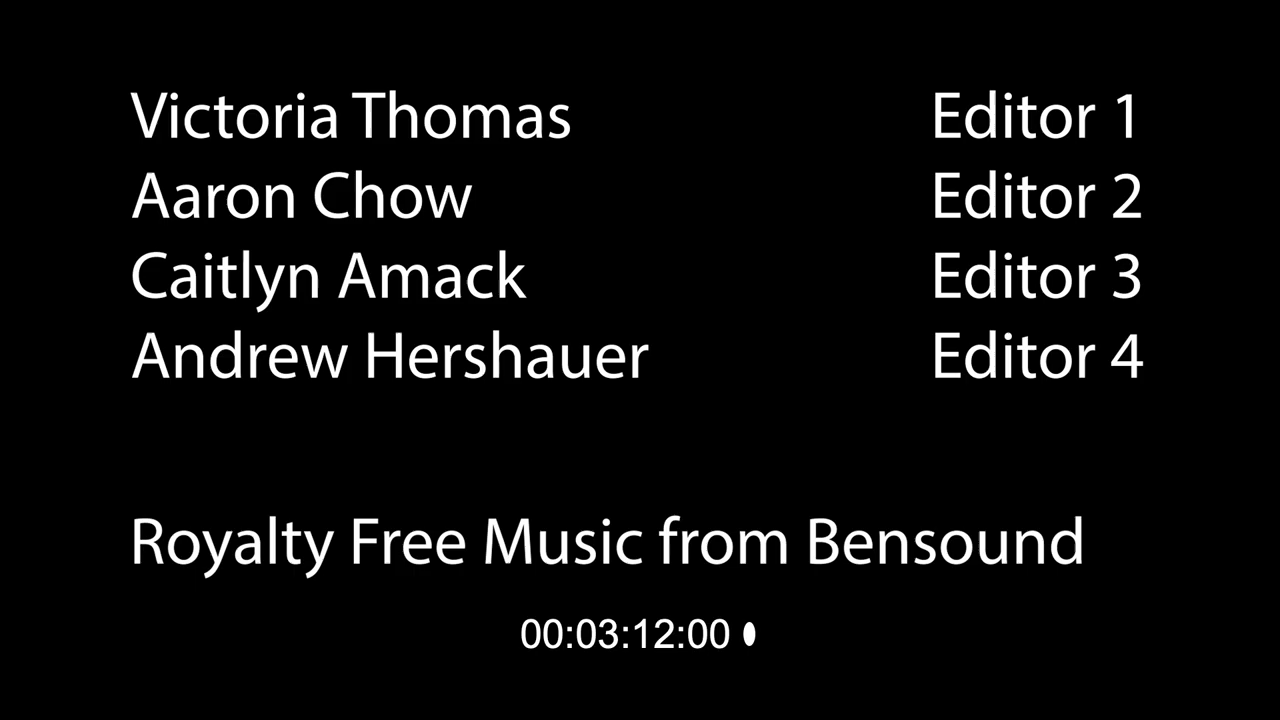 Victoria Thomas Editor 1
Aaron Chow Editor 2
Caitlyn Amack Editor 3
Andrew Hershauer Editor 4
Royalty Free Music from Bensound
00:03:12:00